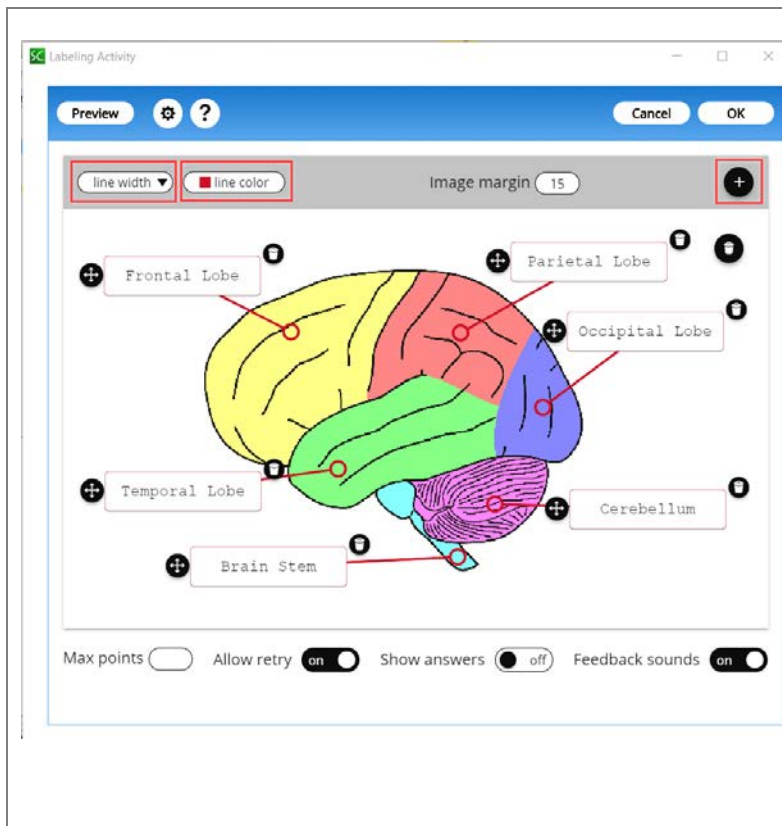 SC Labeling Activity
Preview ? Cancel OK
line width line color Image margin 15 +
Frontal Lobe
Parietal Lobe
Occipital Lobe
Temporal Lobe
Cerebellum
Brain Stem
Max points Allow retry on Show answers off Feedback sounds on